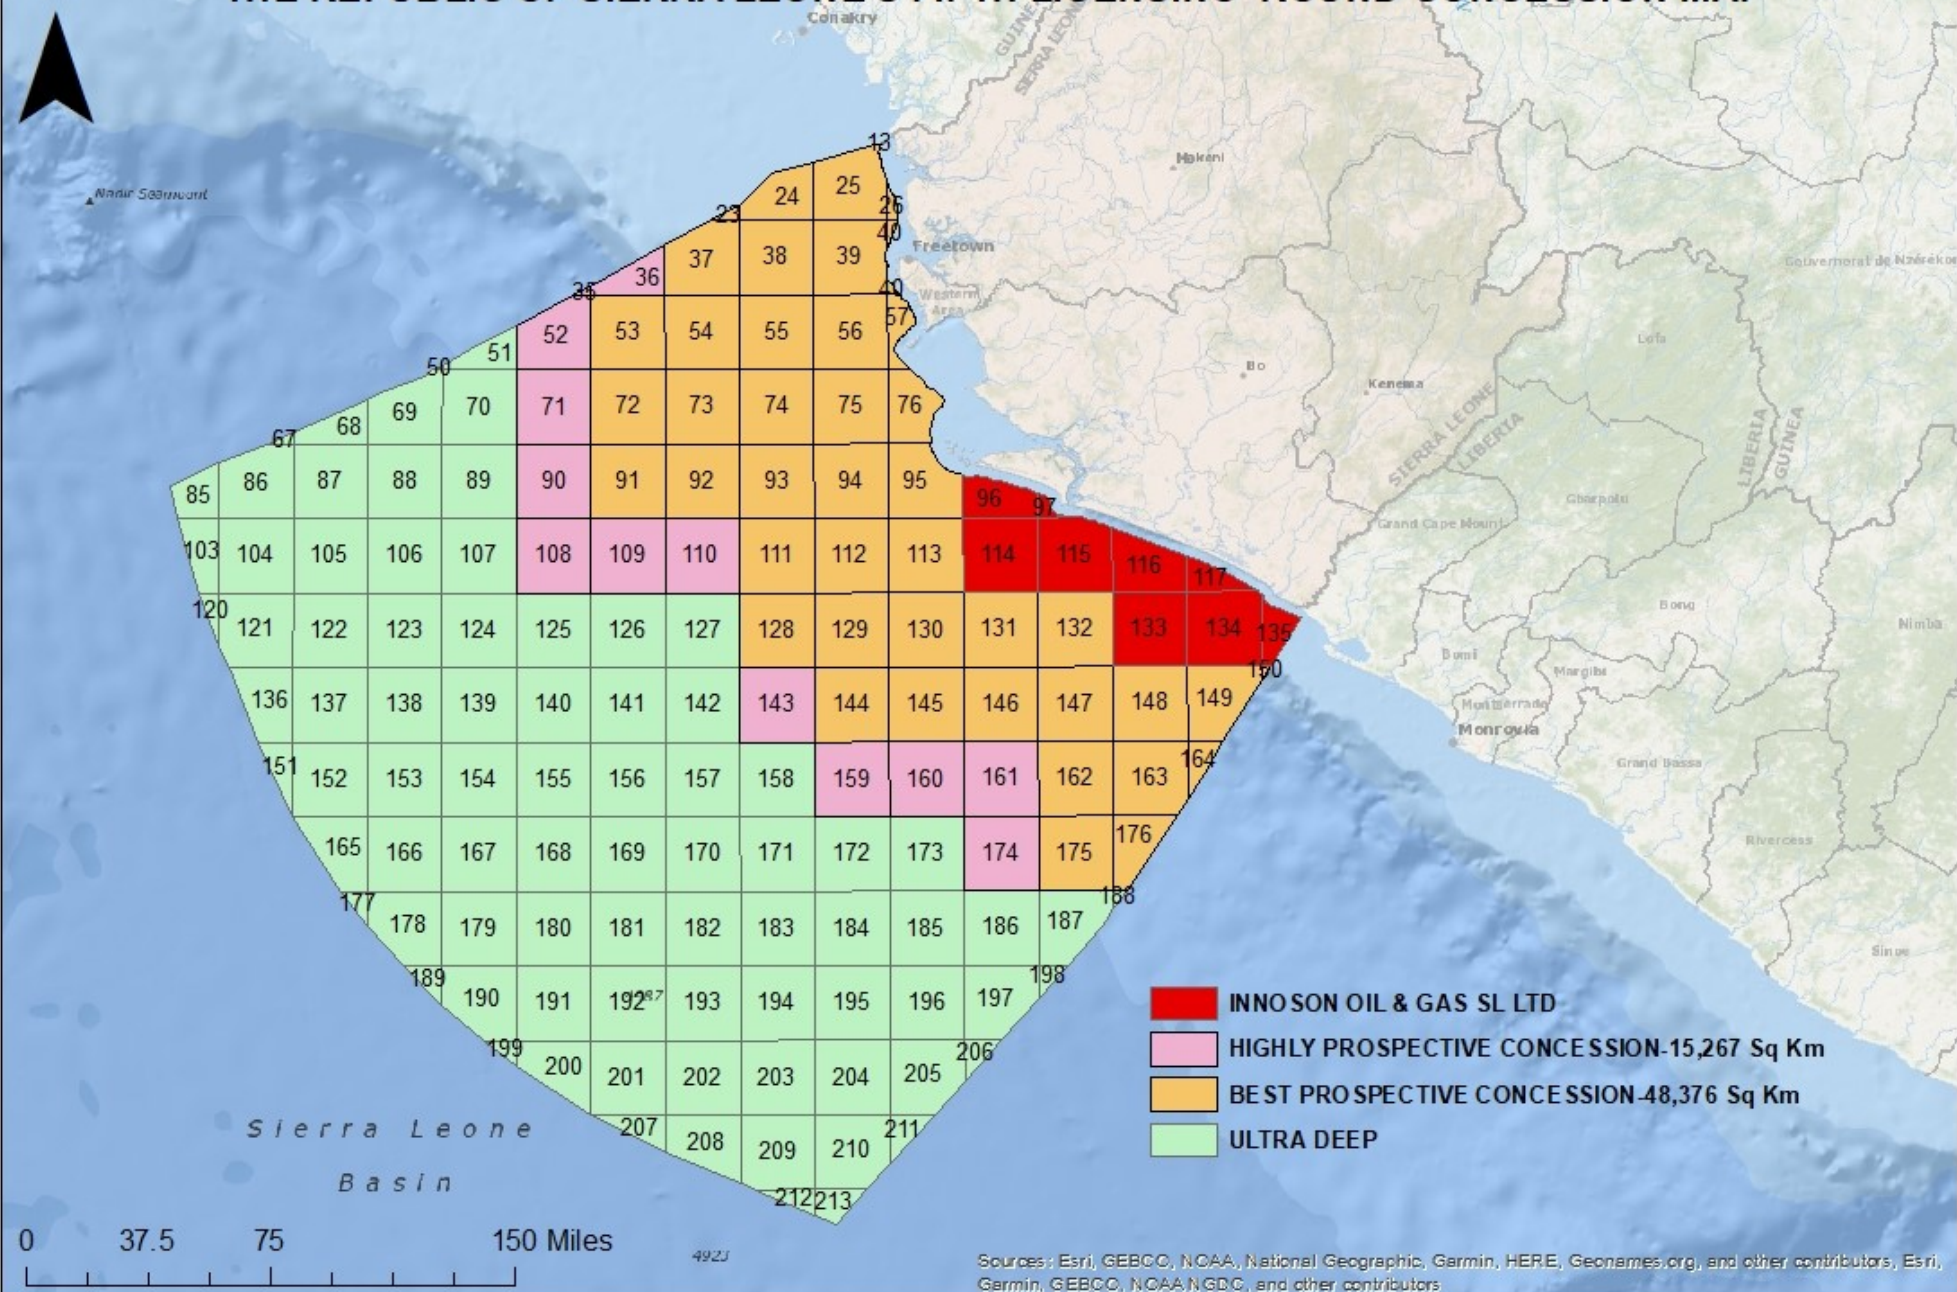 Conakry
GUINEA
SIERRA LEONE
Makeni
13
24 25
23 26
40
Freetown
37 38 39
36
35 40
Western
Area
57
52 53 54 55 56
51
50
Bo
Kenema
Lofa
Gouvernorat de Nzérékor
SIERRA LEONE
LIBERIA
LIBERIA
GUINEA
69 70 71 72 73 74 75 76
68
67
85 86 87 88 89 90 91 92 93 94 95
96 97
Gbarpolu
Grand Cape Mount
103 104 105 106 107 108 109 110 111 112 113 114 115 116 117
120 121 122 123 124 125 126 127 128 129 130 131 132 133 134 135
Bong
Nimba
Bomi
Margibi
150
136 137 138 139 140 141 142 143 144 145 146 147 148 149
Montserrado
Monrovia
Grand Bassa
151 152 153 154 155 156 157 158 159 160 161 162 163 164
165 166 167 168 169 170 171 172 173 174 175 176
Rivercess
177 188
178 179 180 181 182 183 184 185 186 187
Sinoe
189 198
190 191 192 193 194 195 196 197
199 200 201 202 203 204 205 206
207 208 209 210 211
212 213
INNOSON OIL & GAS SL LTD
HIGHLY PROSPECTIVE CONCESSION-15,267 Sq Km
BEST PROSPECTIVE CONCESSION-48,376 Sq Km
ULTRA DEEP
Sierra Leone
Basin
0 37.5 75 150 Miles
4923
Sources: Esri, GEBCO, NOAA, National Geographic, Garmin, HERE, Geonames.org, and other contributors, Esri,
Garmin, GEBCO, NOAA NGDC, and other contributors